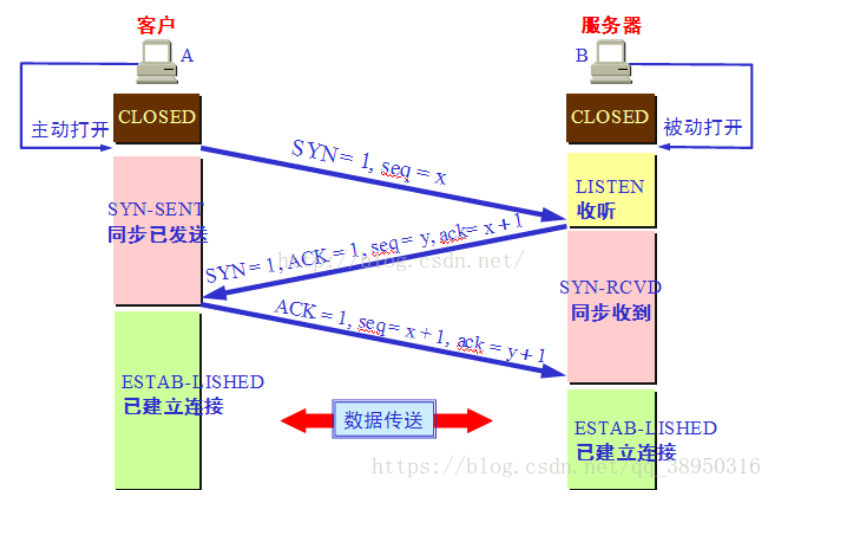 客户
服务器
A
B
CLOSED
CLOSED
主动打开
被动打开
SYN = 1, seq = x
LISTEN
收听
SYN-SENT
同步已发送
SYN = 1, ACK = 1, seq = y, ack= x + 1
http://blog.csdn.net/
SYN-RCVD
同步收到
ACK = 1, seq = x + 1, ack = y + 1
ESTAB-LISHED
已建立连接
数据传送
ESTAB-LISHED
已建立连接
https://blog.csdn.net/qq_38950316